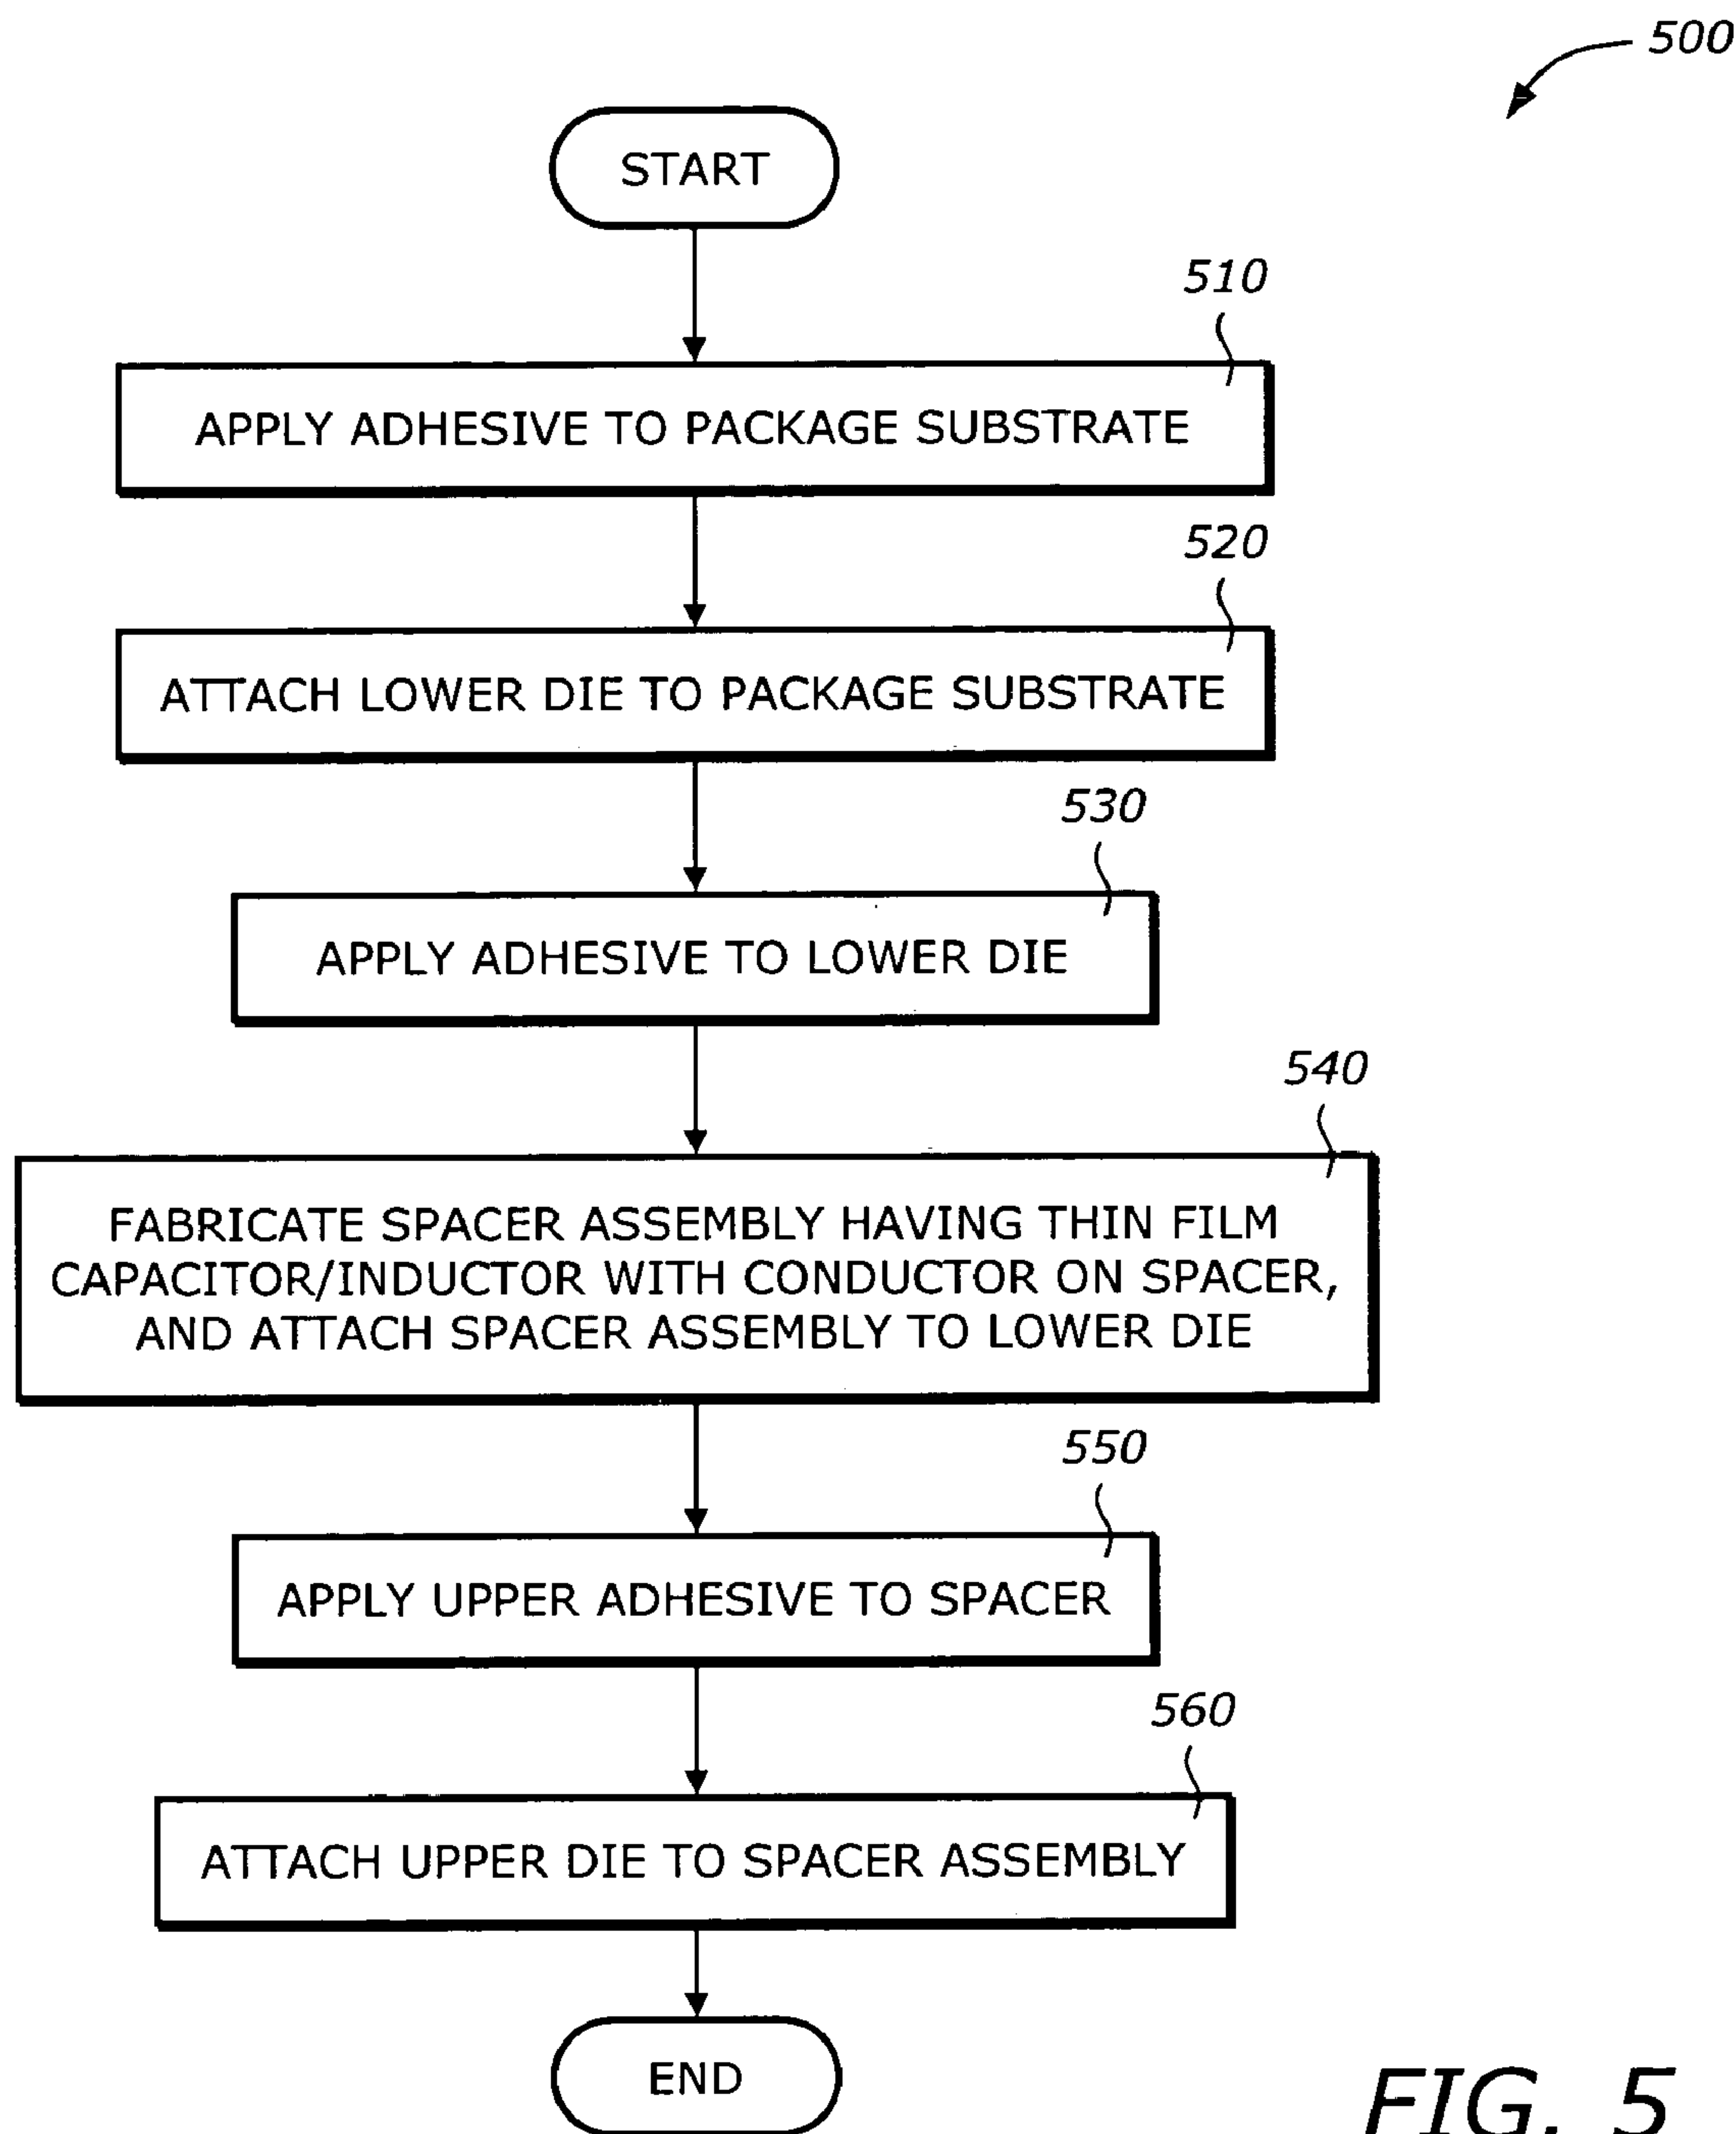 500
START
510
APPLY ADHESIVE TO PACKAGE SUBSTRATE
520
ATTACH LOWER DIE TO PACKAGE SUBSTRATE
530
APPLY ADHESIVE TO LOWER DIE
540
FABRICATE SPACER ASSEMBLY HAVING THIN FILM
CAPACITOR/INDUCTOR WITH CONDUCTOR ON SPACER,
AND ATTACH SPACER ASSEMBLY TO LOWER DIE
550
APPLY UPPER ADHESIVE TO SPACER
560
ATTACH UPPER DIE TO SPACER ASSEMBLY
END
FIG. 5